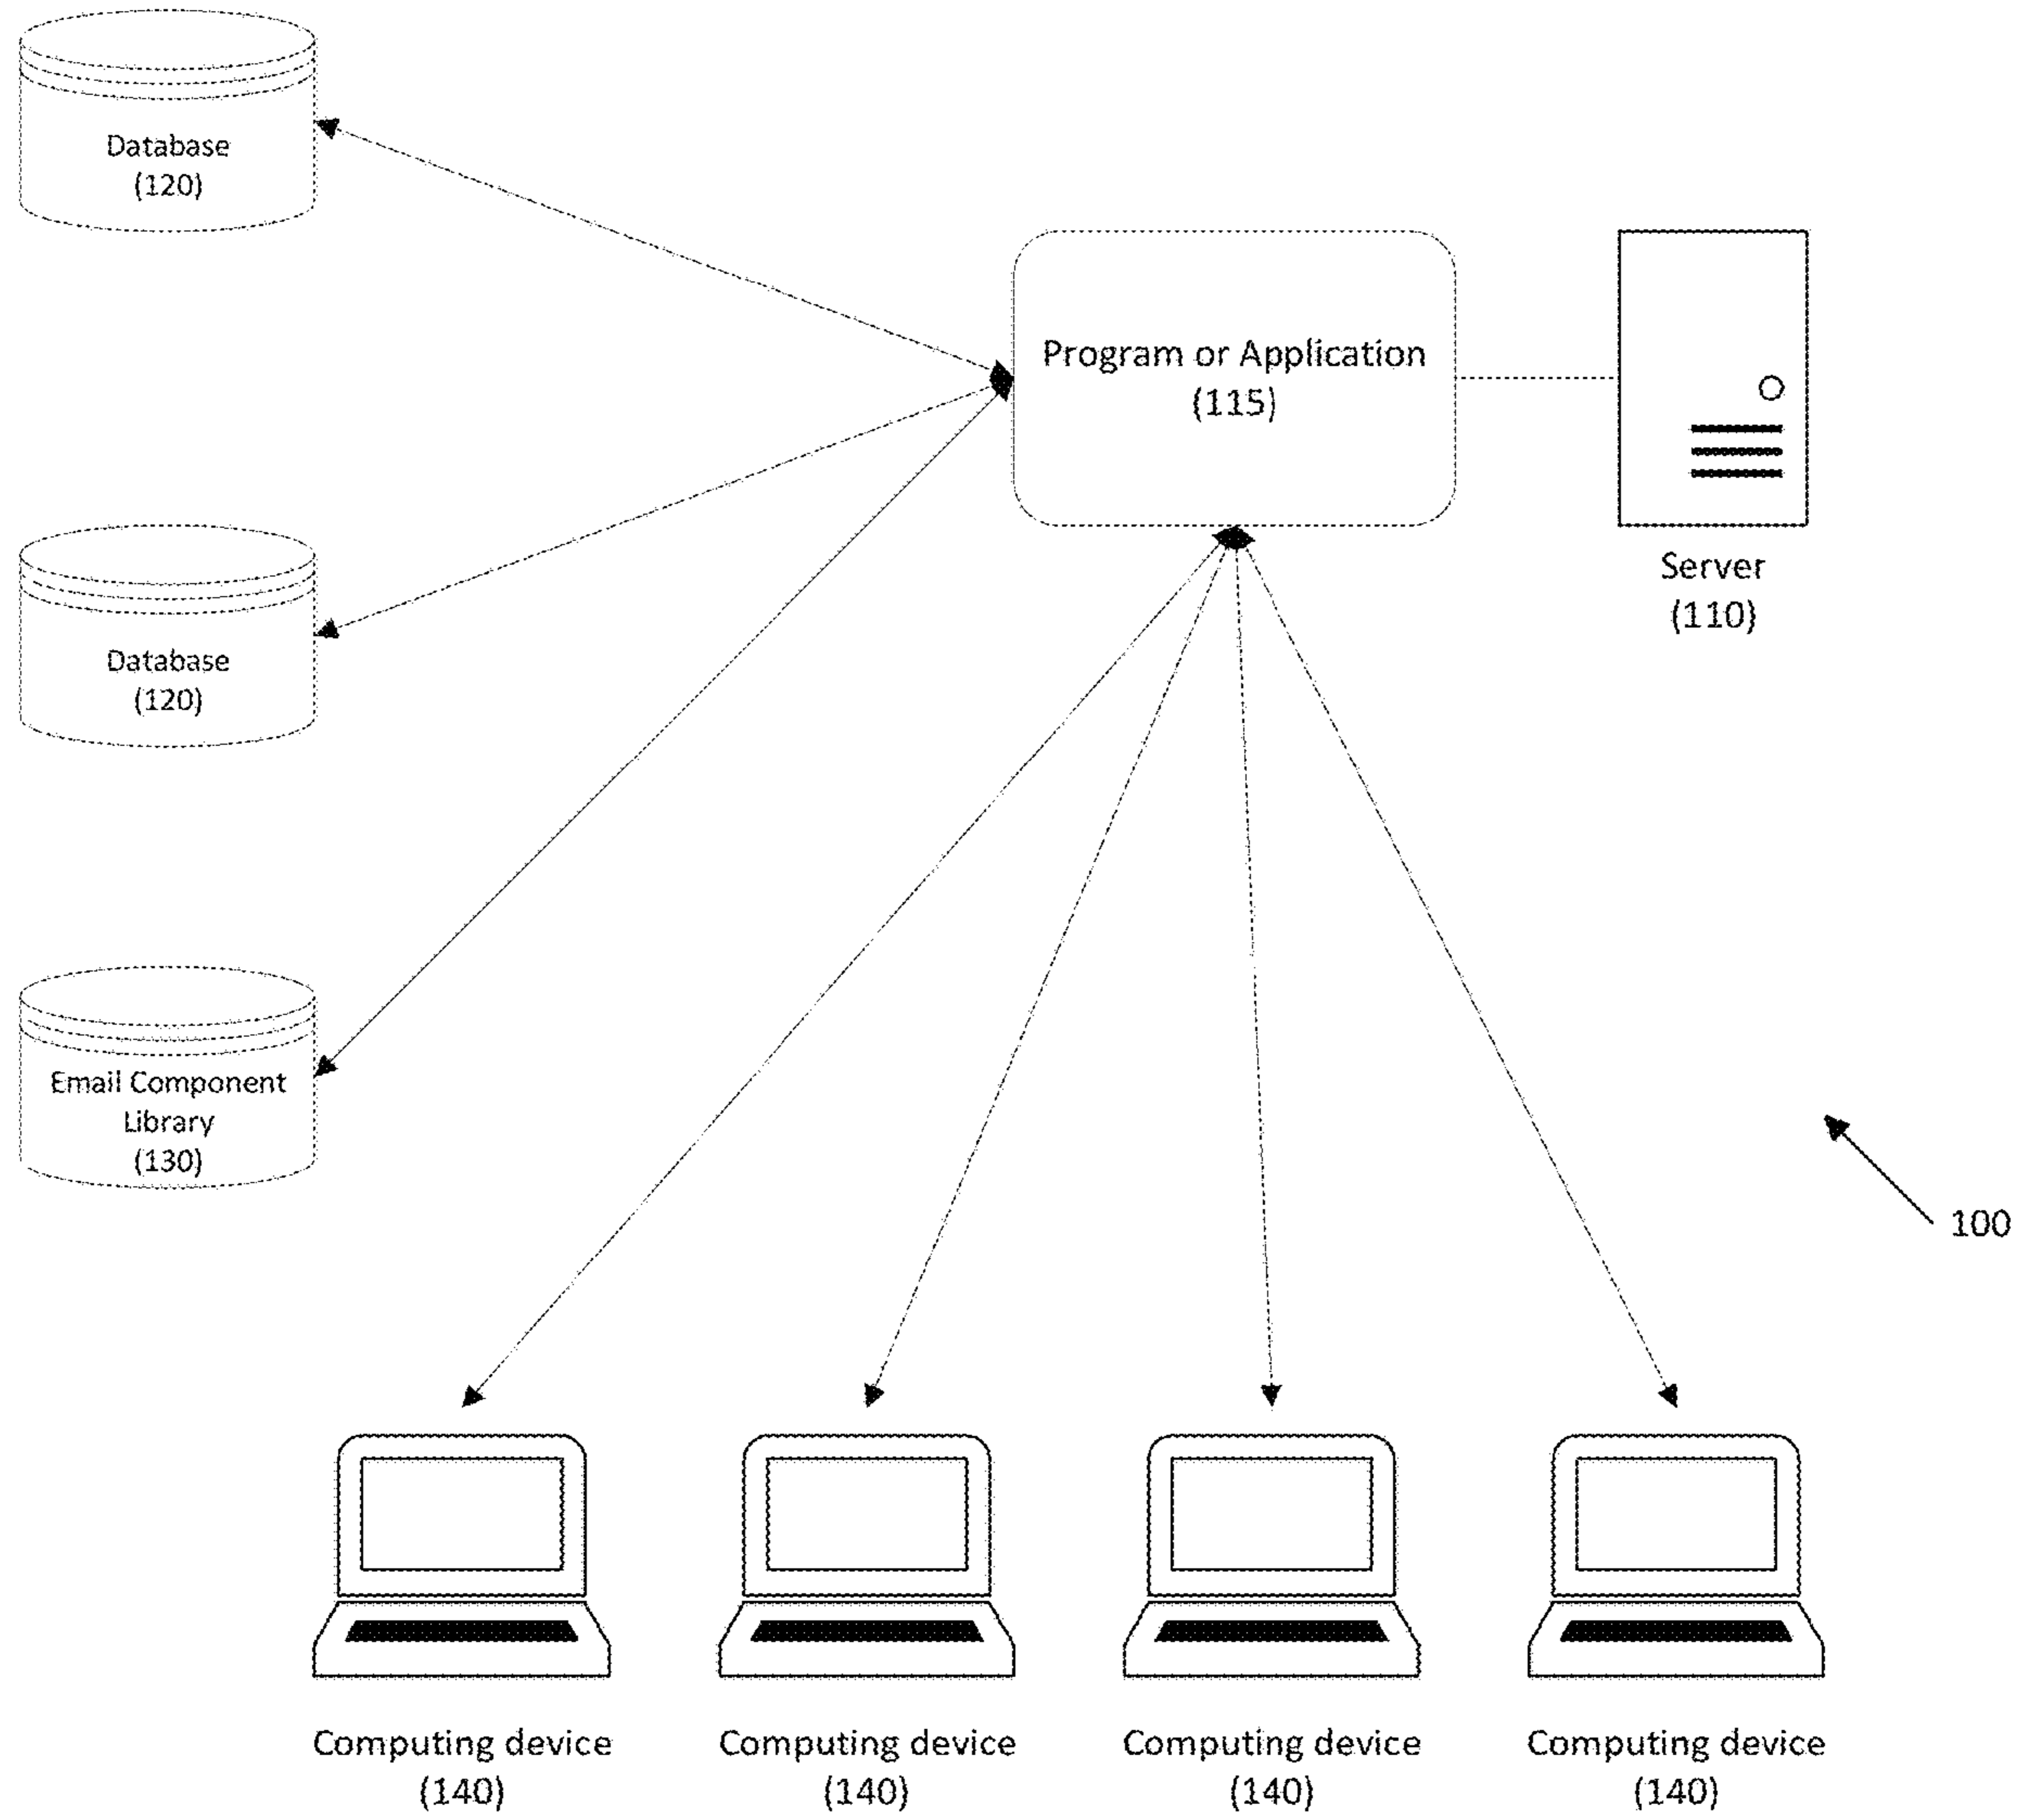 Database
(120)
Program or Application
(115)
Server
(110)
Database
(120)
Email Component
Library
(130)
100
Computing device
(140)
Computing device
(140)
Computing device
(140)
Computing device
(140)